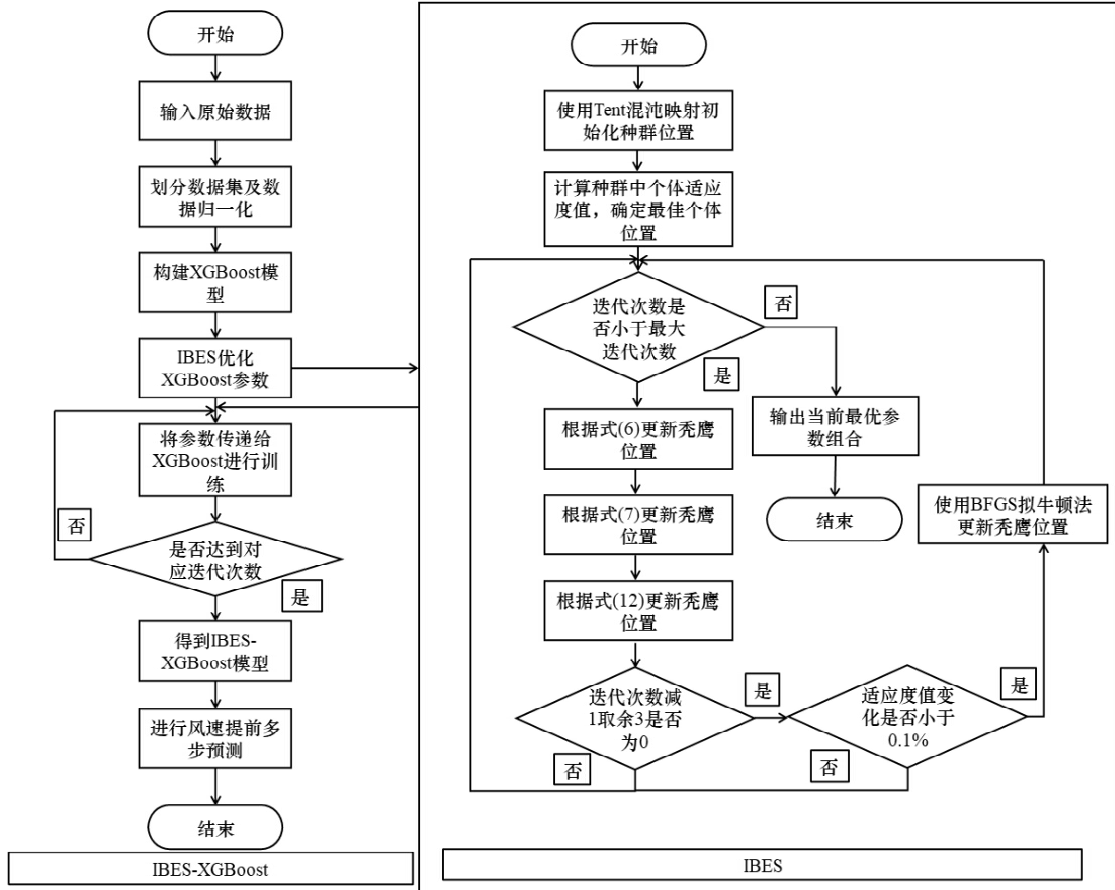 开始
输入原始数据
划分数据集及数
据归一化
构建XGBoost模
型
IBES优化
XGBoost参数
将参数传递给
XGBoost进行训
练
否
是否达到对
应迭代次数
是
得到IBES-
XGBoost模型
进行风速提前多
步预测
结束
IBES-XGBoost
开始
使用Tent混沌映射初
始化种群位置
计算种群中个体适应
度值，确定最佳个体
位置
迭代次数是
否小于最大
迭代次数
否
是
输出当前最优参
数组合
结束
根据式(6)更新秃鹰
位置
根据式(7)更新秃鹰
位置
根据式(12)更新秃鹰
位置
迭代次数减
1取余3是否
为0
是
否
适应度值变
化是否小于
0.1%
是
否
使用BFGS拟牛顿法
更新秃鹰位置
IBES